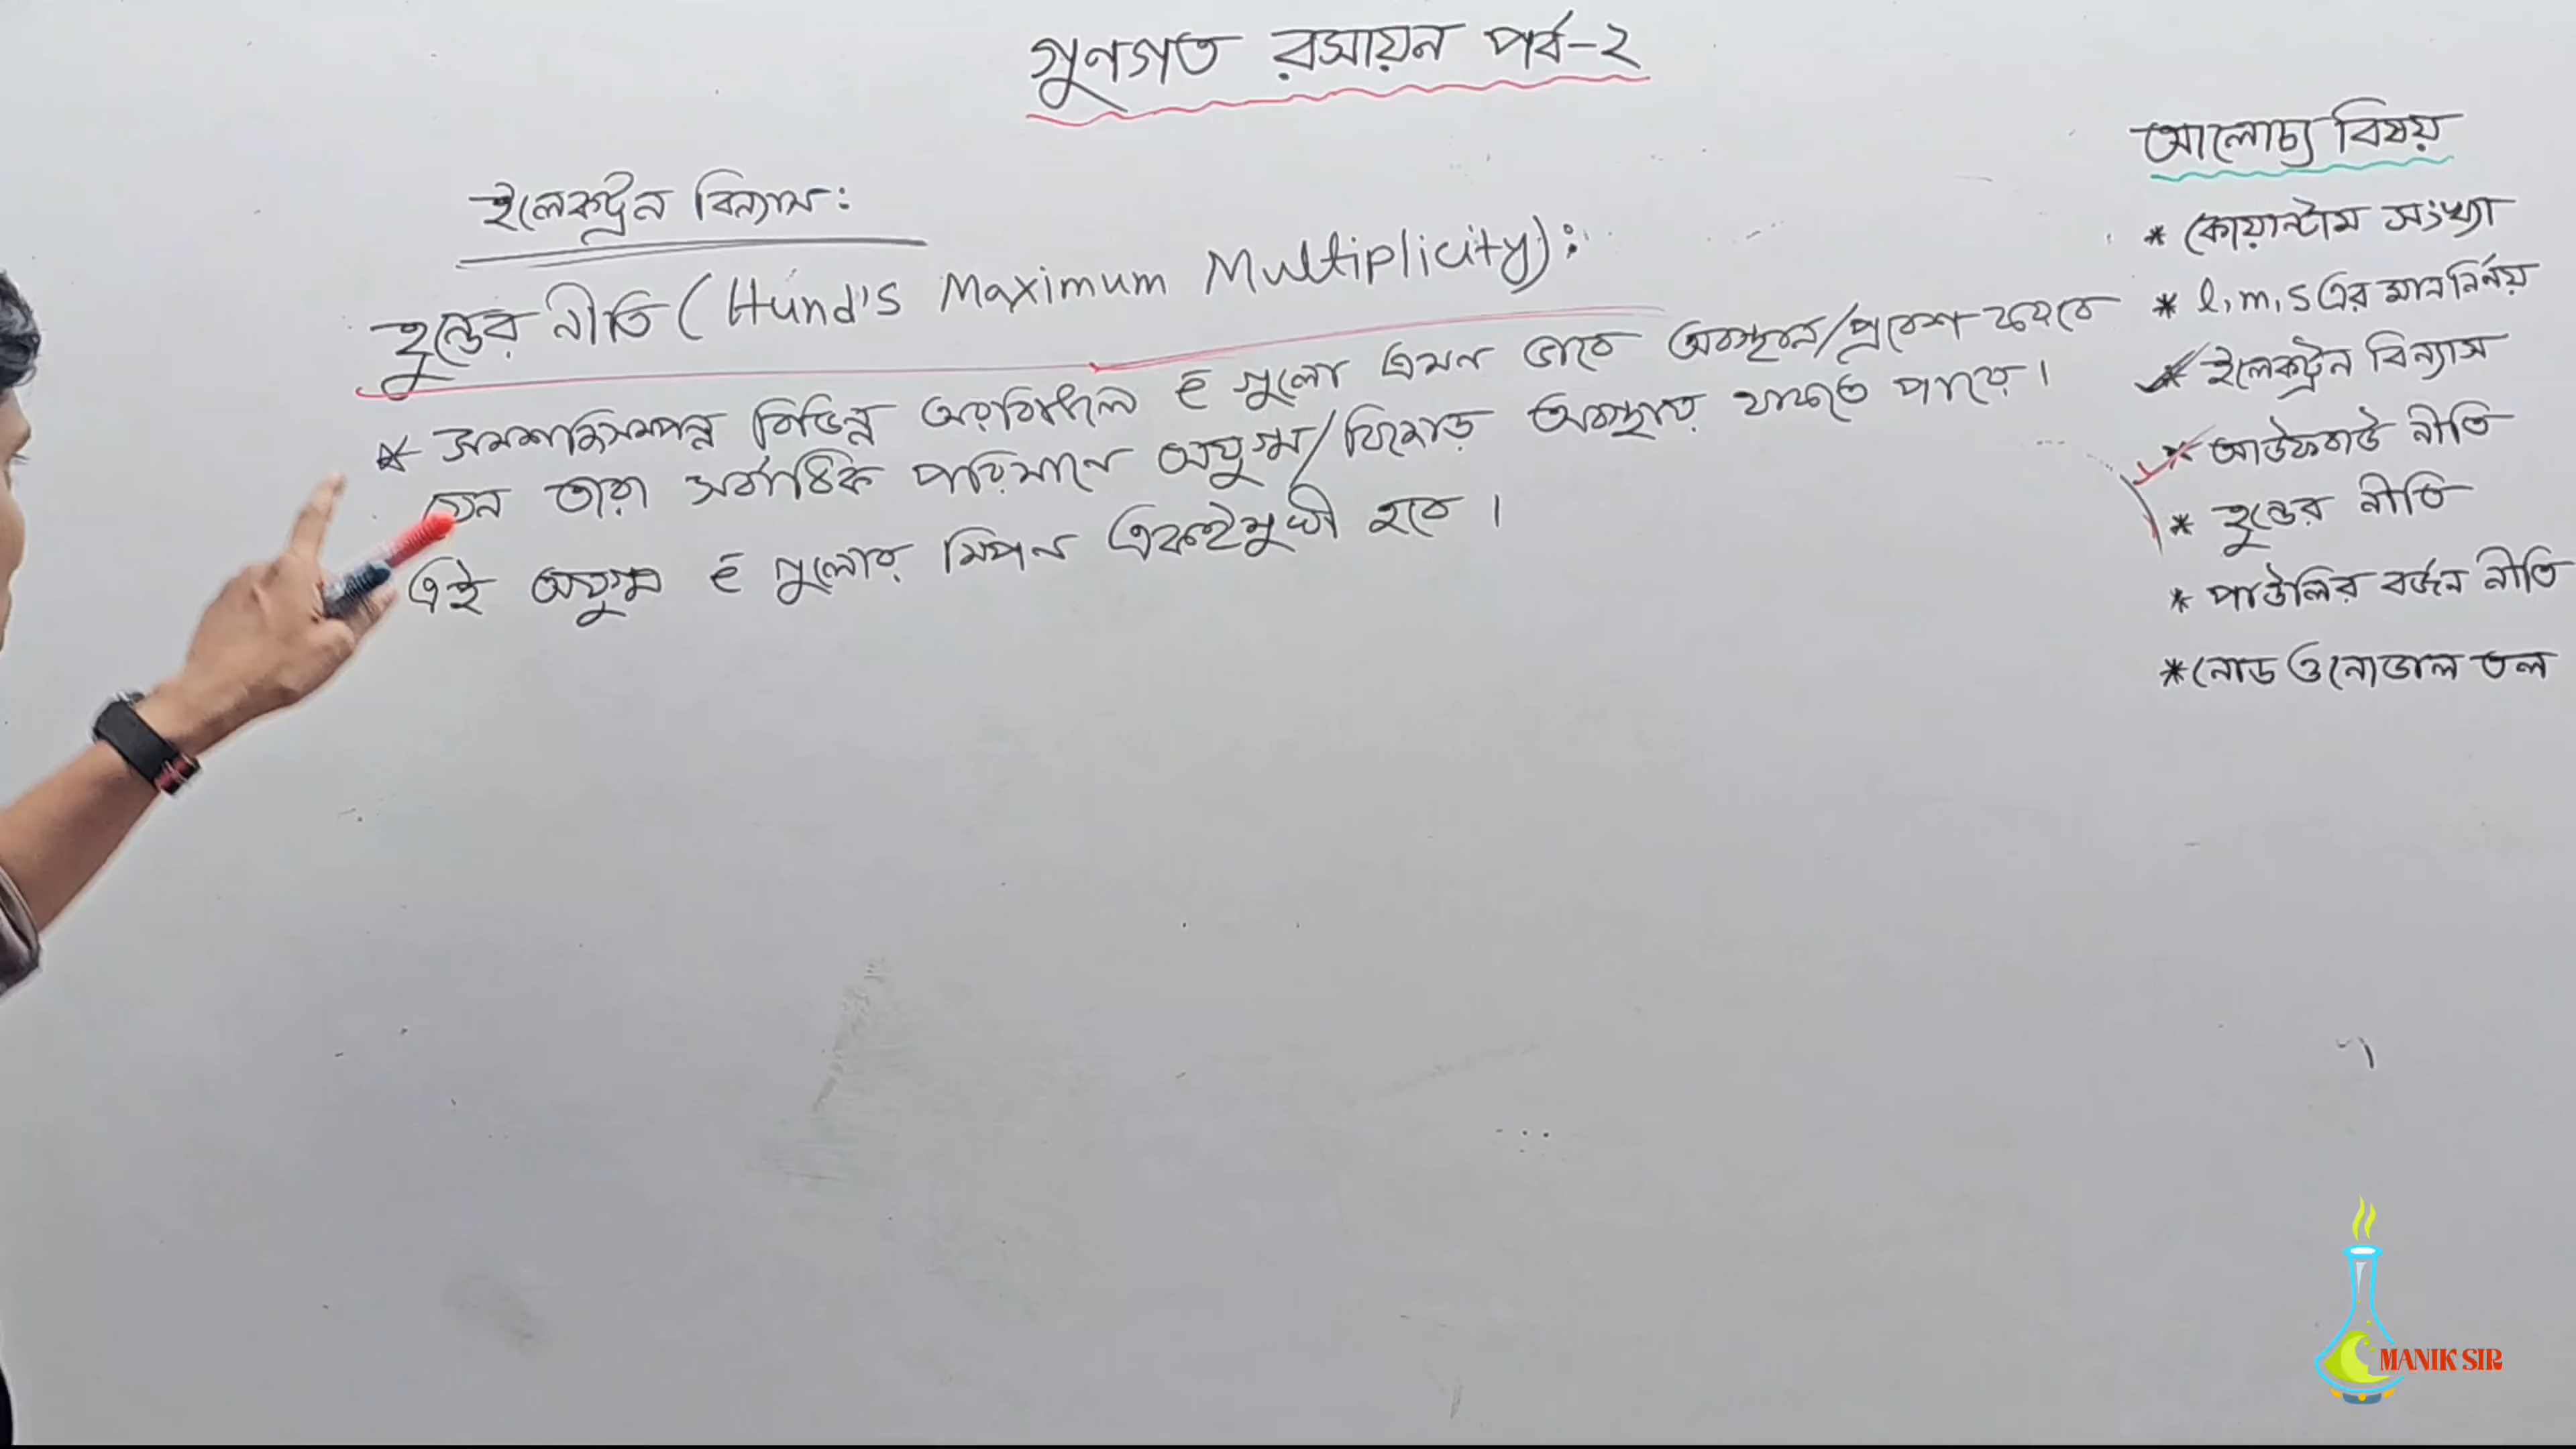 গুণগত রসায়ন পর্ব-২
ইলেকট্রন বিন্যাস:
হুন্ডের নীতি (Hund's Maximum Multiplicity):
* সমশক্তিসম্পন্ন বিভিন্ন অরবিটালে e̅ গুলো এমন ভাবে অবস্থান/প্রবেশ করবে
যেন তারা সর্বাধিক পরিমানে অযুগ্ম/বিজোড় অবস্থায় থাকতে পারে।
এই অযুগ্ম e̅ গুলোর স্পিন একইমুখী হবে।
আলোচ্য বিষয়
* কোয়ান্টাম সংখ্যা
* l, m, s এর মান নির্নয়
* ইলেকট্রন বিন্যাস
* আউফবাউ নীতি
* হুন্ডের নীতি
* পাউলির বর্জন নীতি
* নোড ও নোডাল তল
MANIK SIR